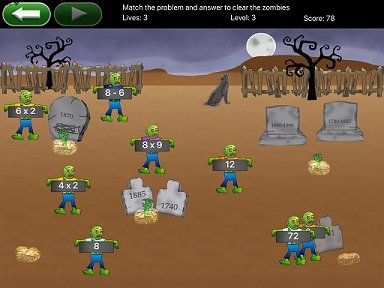 Match the problem and answer to clear the zombies
Lives: 3 Level: 3 Score: 78
8 - 6
6 x 2
1870
8 x 9
12
4 x 2
1885
1740
8
72